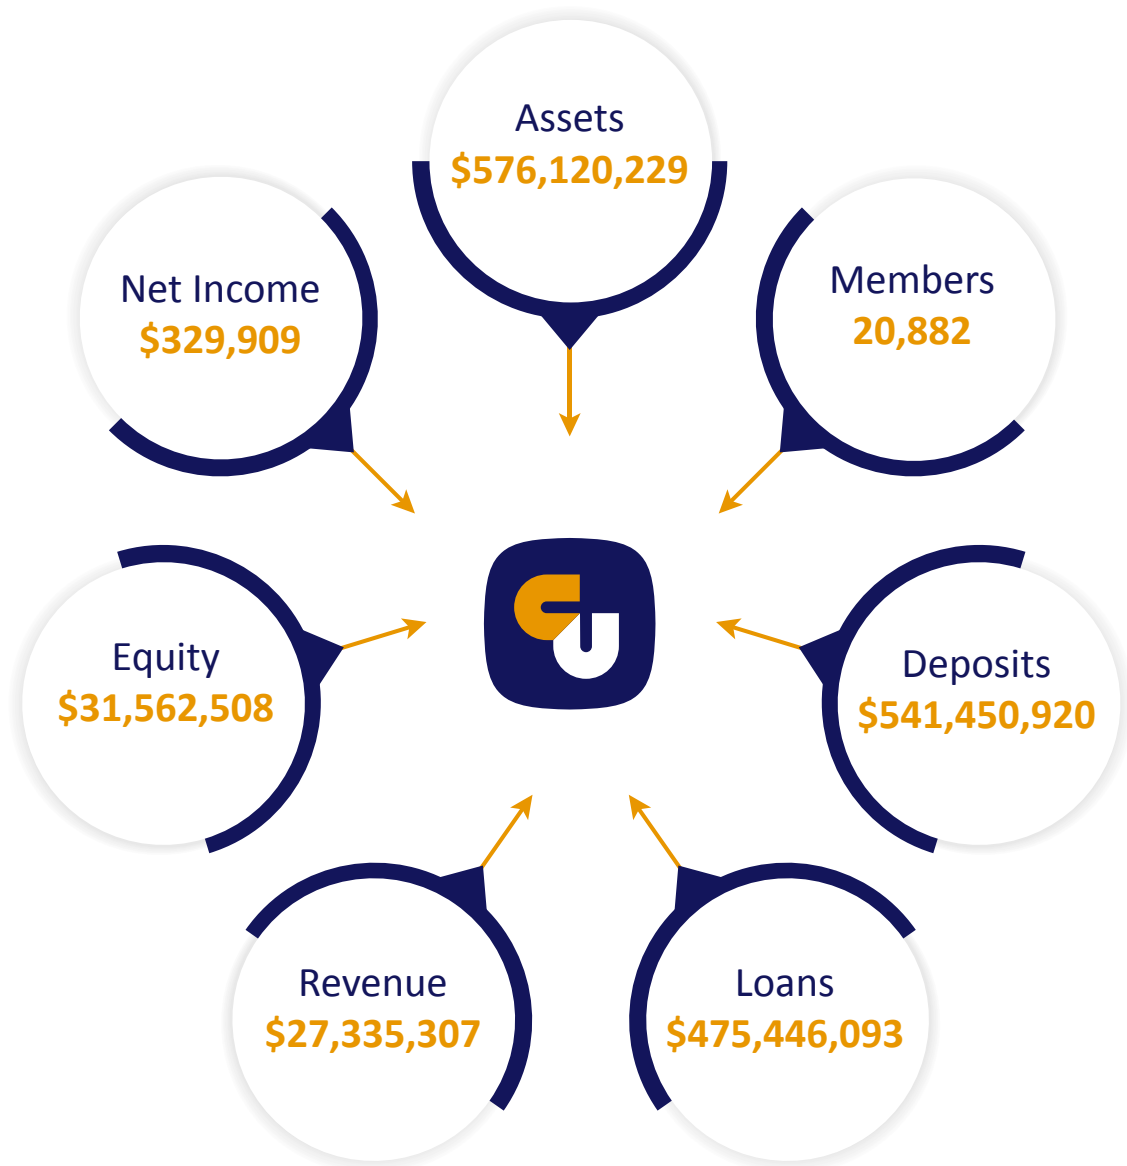 Assets
$576,120,229
Net Income
$329,909
Members
20,882
Equity
$31,562,508
Deposits
$541,450,920
Revenue
$27,335,307
Loans
$475,446,093